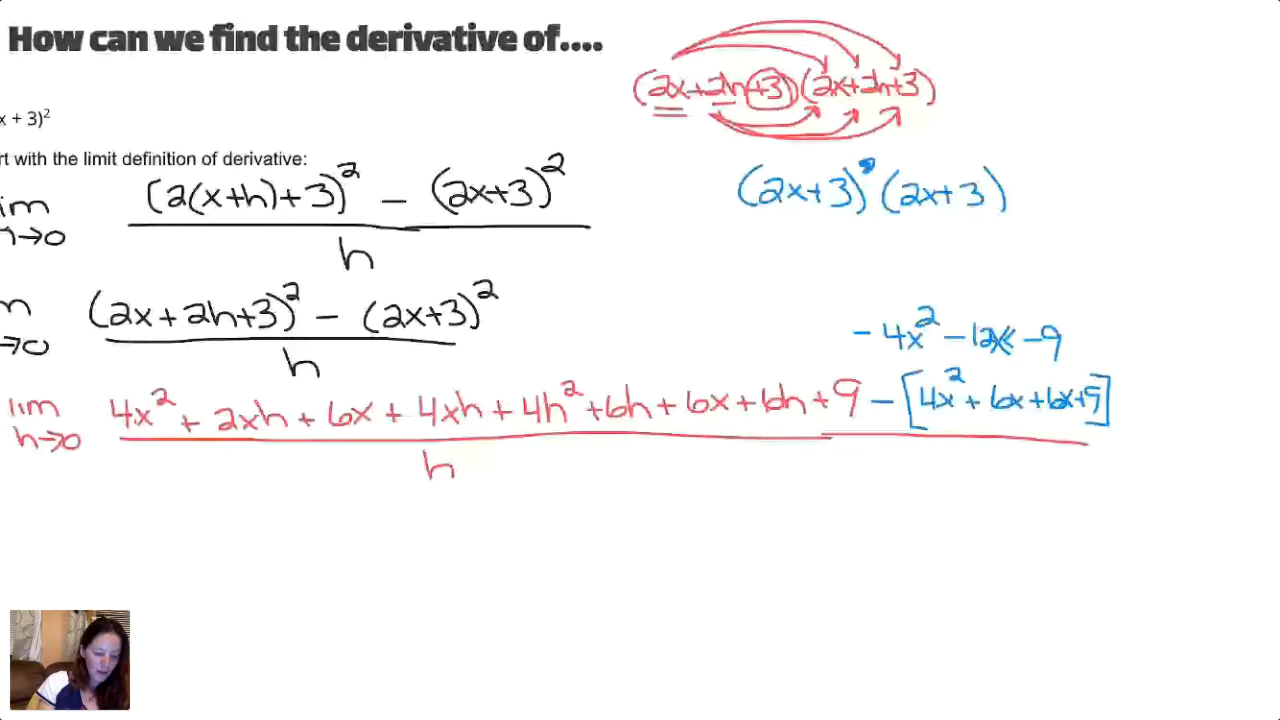 How can we find the derivative of....
(2x+2h+3)(2x+2h+3)
x + 3)²
rt with the limit definition of derivative:
(2x+3)·(2x+3)
im h→0 (2(x+h)+3)² − (2x+3)²
h
m →0 (2x+2h+3)² − (2x+3)²
h
−4x² −12x −9
lim h→0 4x² + 2xh + 6x + 4xh + 4h² + 6h + 6x + 6h + 9 − [4x² + 6x + 6x + 9]
h